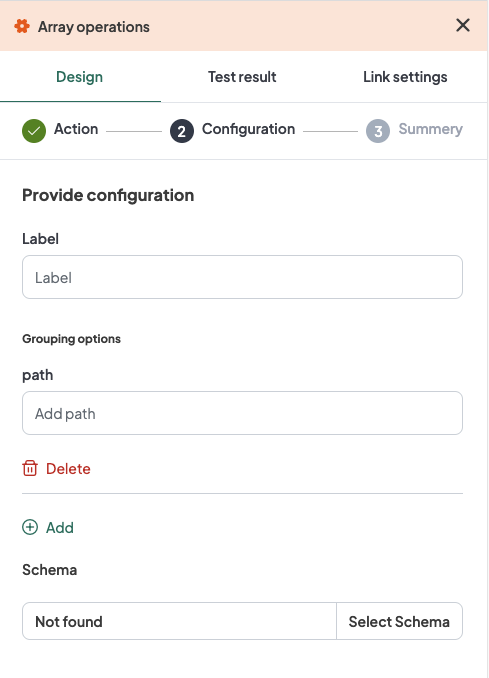 Array operations
Design Test result Link settings
Action 2 Configuration 3 Summery
Provide configuration
Label
Label
Grouping options
path
Add path
Delete
Add
Schema
Not found Select Schema